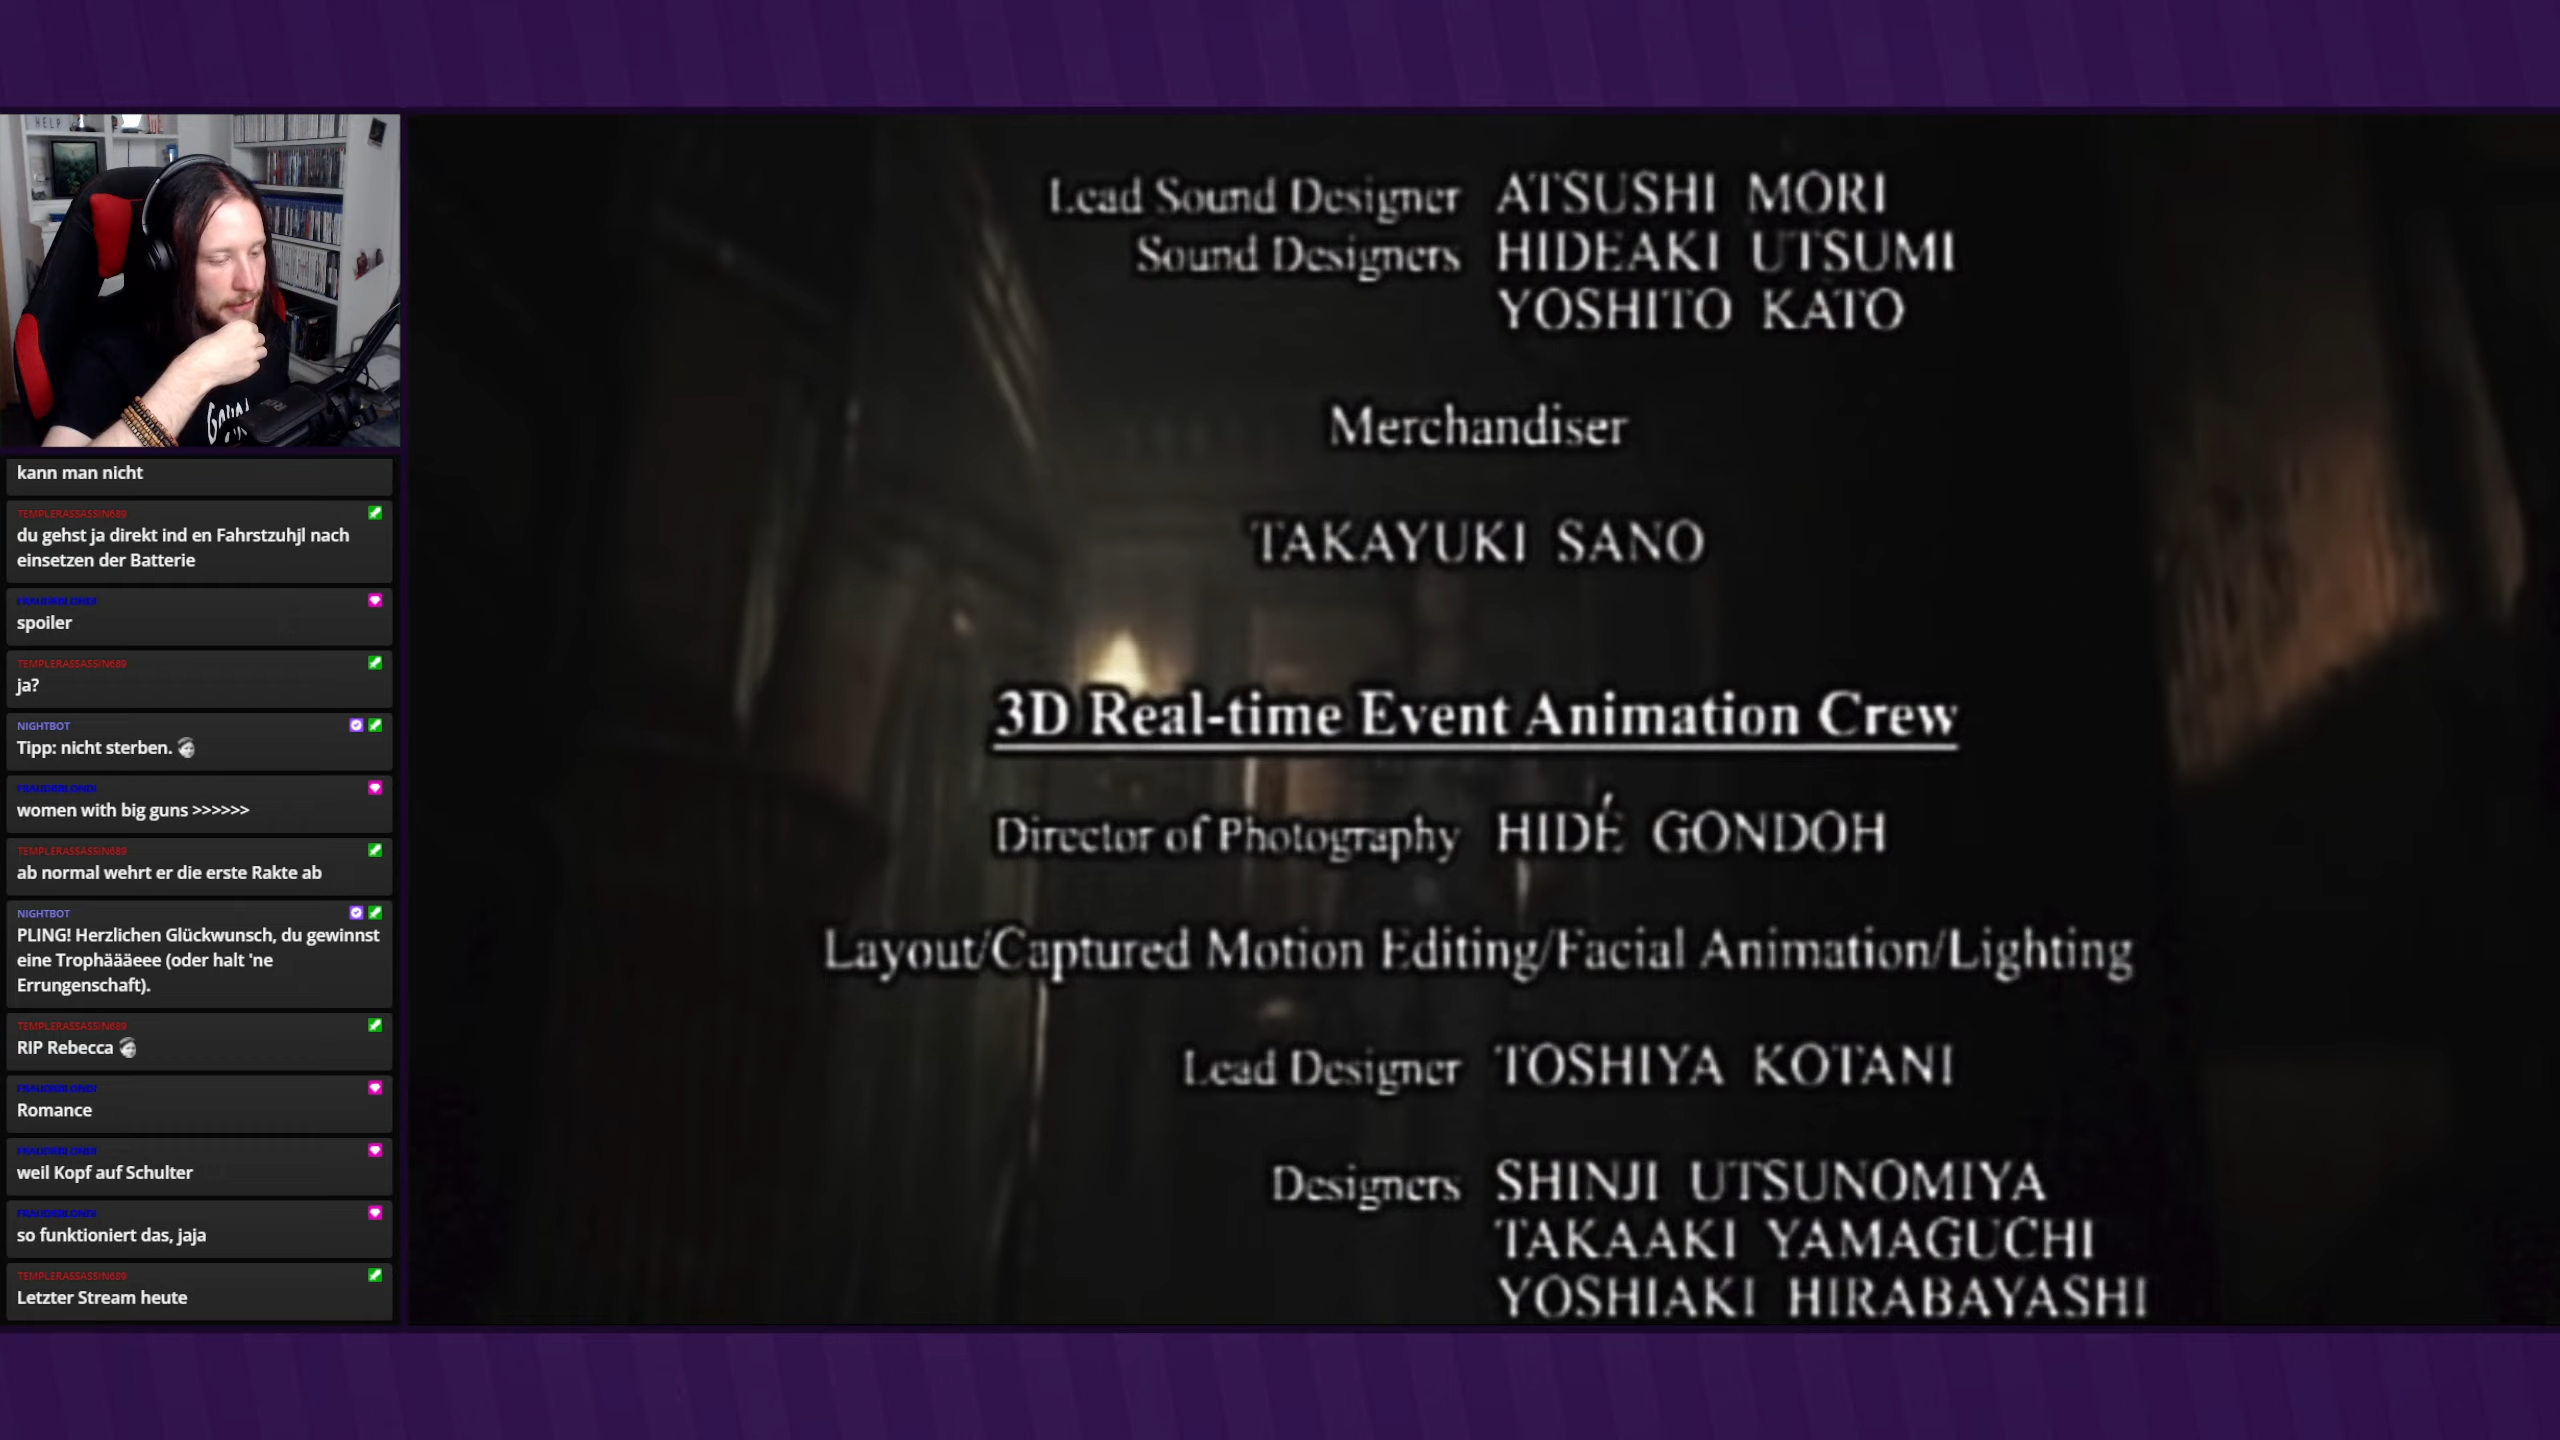 HELP
kann man nicht
TEMPLERASSASSIN689
du gehst ja direkt ind en Fahrstzuhjl nach
einsetzen der Batterie
spoiler
TEMPLERASSASSIN689
ja?
NIGHTBOT
Tipp: nicht sterben.
women with big guns >>>>>>
TEMPLERASSASSIN689
ab normal wehrt er die erste Rakte ab
NIGHTBOT
PLING! Herzlichen Glückwunsch, du gewinnst
eine Trophäääeee (oder halt 'ne
Errungenschaft).
TEMPLERASSASSIN689
RIP Rebecca
Romance
weil Kopf auf Schulter
so funktioniert das, jaja
TEMPLERASSASSIN689
Letzter Stream heute
Lead Sound Designer ATSUSHI MORI
Sound Designers HIDEAKI UTSUMI
YOSHITO KATO
Merchandiser
TAKAYUKI SANO
3D Real-time Event Animation Crew
Director of Photography HIDÉ GONDOH
Layout/Captured Motion Editing/Facial Animation/Lighting
Lead Designer TOSHIYA KOTANI
Designers SHINJI UTSUNOMIYA
TAKAAKI YAMAGUCHI
YOSHIAKI HIRABAYASHI